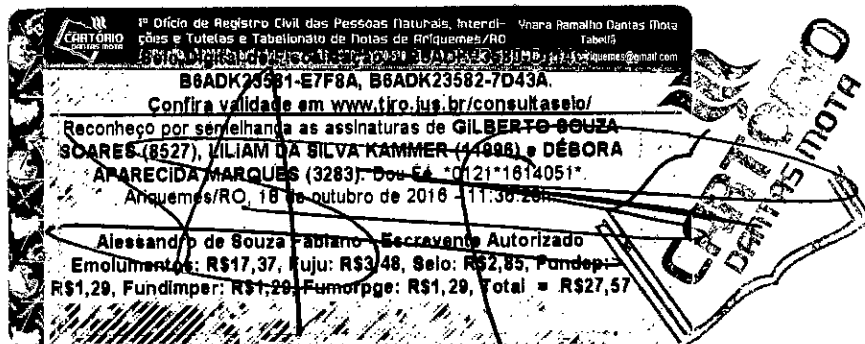 CARTÓRIO
DANTAS MOTA
1º Ofício de Registro Civil das Pessoas Naturais, Interdi-
ções e Tutelas e Tabelionato de Notas de Ariquemes/RO
Ynara Ramalho Dantas Mota
Tabeliã
B6ADK23581-E7F8A, B6ADK23582-7D43A.
Confira validade em www.tjro.jus.br/consultaselo/
Reconheço por semelhança as assinaturas de GILBERTO SOUZA
SOARES (8527), LILIAM DA SILVA KAMMER (44996) e DÉBORA
APARECIDA MARQUES (3283). Dou Fé. *0121*1614051*.
Ariquemes/RO, 18 de outubro de 2016 - 11:36:28h.
Alessandro de Souza Fabiano - Escrevente Autorizado
Emolumentos: R$17,37, Fuju: R$3,48, Selo: R$2,85, Fundep:
R$1,29, Fundimper: R$1,29, Fumorpge: R$1,29, Total = R$27,57
CARTÓRIO
DANTAS MOTA